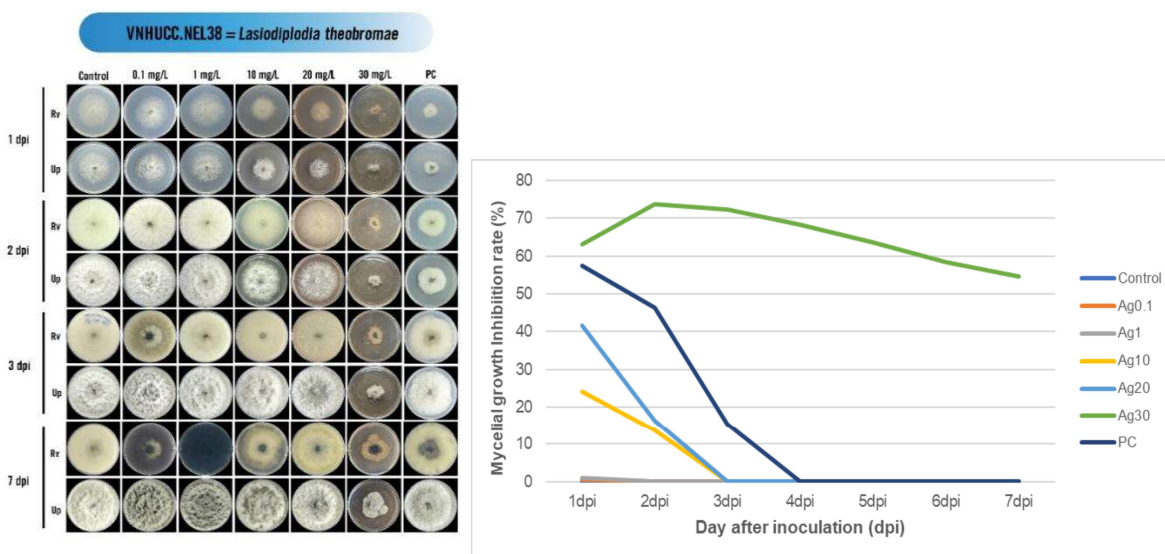 VNHUCC.NEL38 = Lasiodiplodia theobromae
Control 0.1 mg/L 1 mg/L 10 mg/L 20 mg/L 30 mg/L PC
1 dpi
Rv
Up
2 dpi
Rv
Up
3 dpi
Rv
Up
7 dpi
Rv
Up
Mycelial growth Inhibiition rate (%)
80
70
60
50
40
30
20
10
0
1dpi 2dpi 3dpi 4dpi 5dpi 6dpi 7dpi
Day after inoculation (dpi)
Control
Ag0.1
Ag1
Ag10
Ag20
Ag30
PC